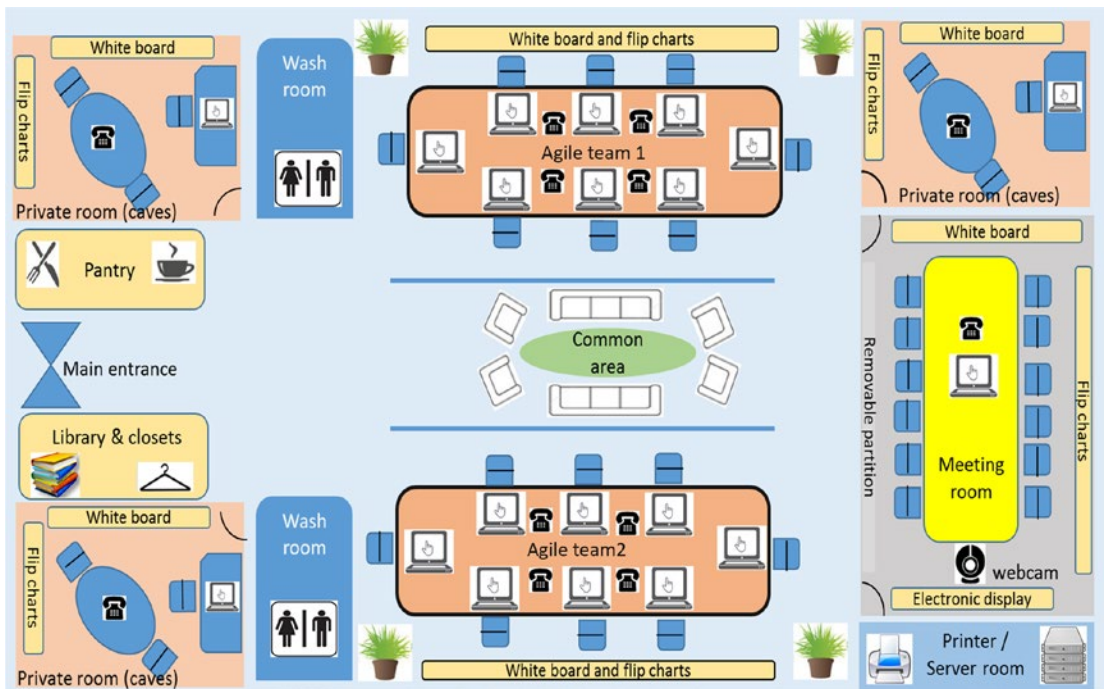 White board
Flip charts
Private room (caves)
Wash
room
White board and flip charts
Agile team 1
White board
Flip charts
Private room (caves)
Pantry
Main entrance
Library & closets
Common
area
White board
Removable partition
Flip charts
Meeting
room
webcam
Electronic display
White board
Flip charts
Private room (caves)
Wash
room
Agile team2
White board and flip charts
Printer /
Server room